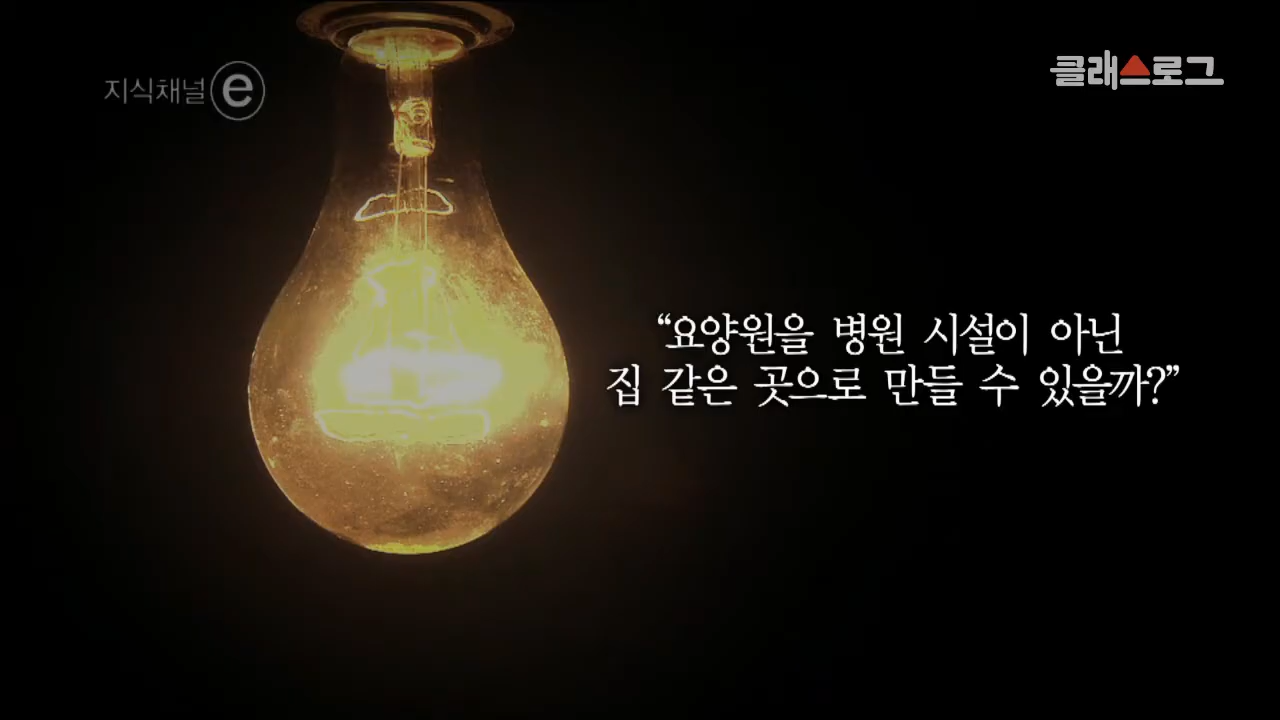 지식채널 e
클래스로그
“요양원을 병원 시설이 아닌
집 같은 곳으로 만들 수 있을까?”